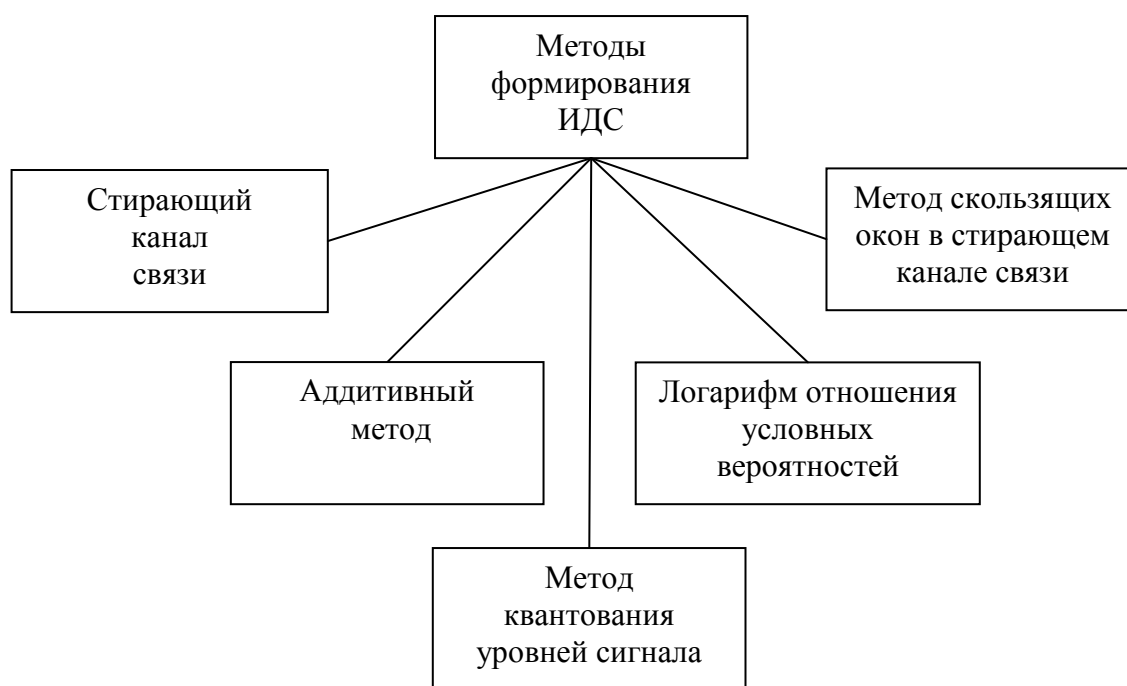 Методы
формирования
ИДС
Стирающий
канал
связи
Метод скользящих
окон в стирающем
канале связи
Аддитивный
метод
Логарифм отношения
условных
вероятностей
Метод
квантования
уровней сигнала